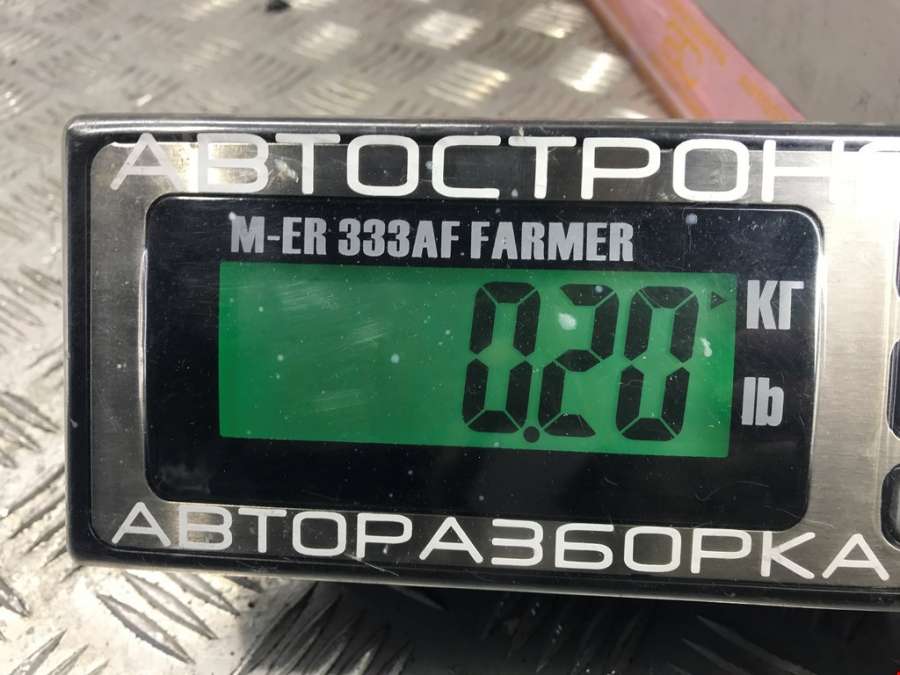 АВТОСТРОН
M-ER 333AF FARMER
0.20
КГ
lb
АВТОРАЗБОРКА